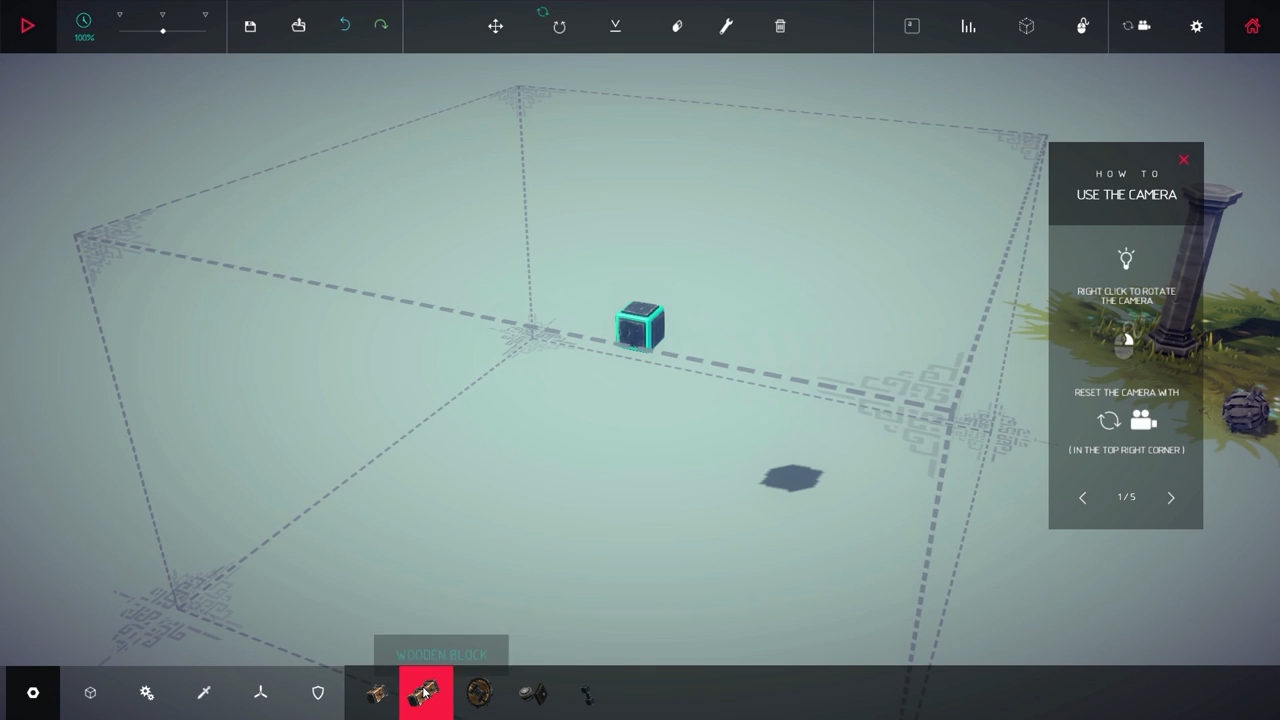 100%
HOW TO
USE THE CAMERA
RIGHT CLICK TO ROTATE
THE CAMERA
RESET THE CAMERA WITH
( IN THE TOP RIGHT CORNER )
1/5
WOODEN BLOCK